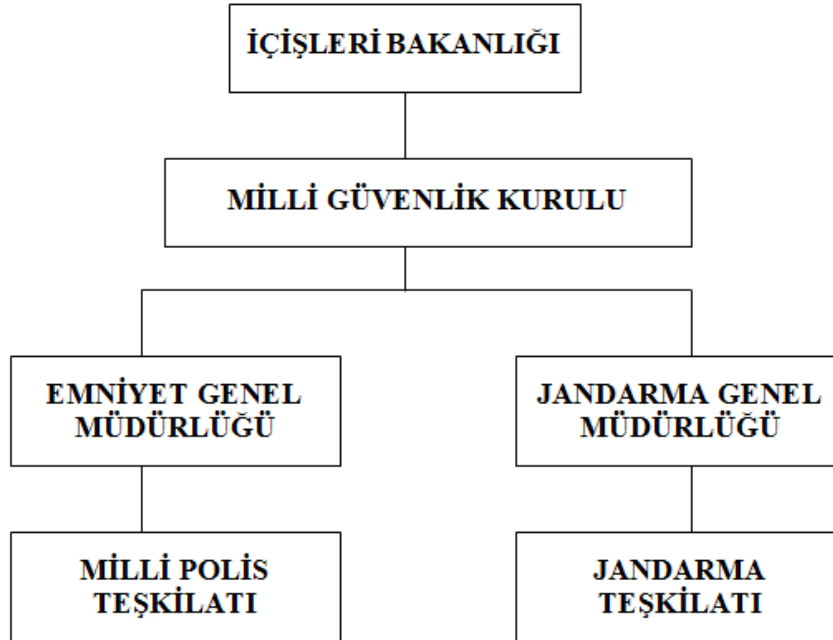 İÇİŞLERİ BAKANLIĞI
MİLLİ GÜVENLİK KURULU
EMNİYET GENEL
MÜDÜRLÜĞÜ
JANDARMA GENEL
MÜDÜRLÜĞÜ
MİLLİ POLİS
TEŞKİLATI
JANDARMA
TEŞKİLATI